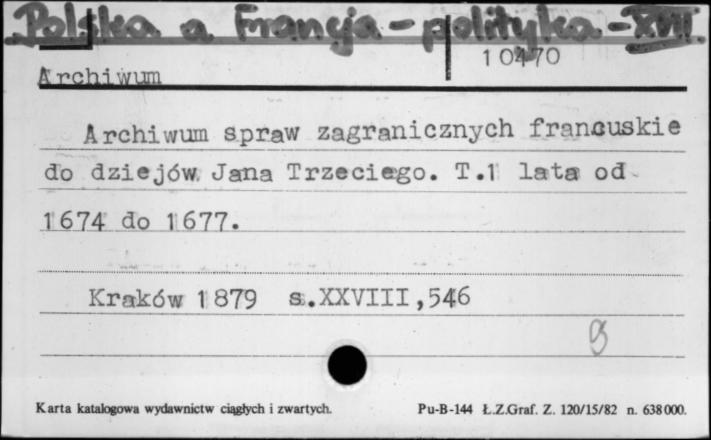 Polska a Francja - polityka - XVII
10470
Archiwum
Archiwum spraw zagranicznych francuskie
do dziejów Jana Trzeciego. T.1 lata od
1674 do 1677.
Kraków 1879 s.XXVIII,546
9
Karta katalogowa wydawnictw ciągłych i zwartych. Pu-B-144 Ł.Z.Graf. Z. 120/15/82 n. 638000.